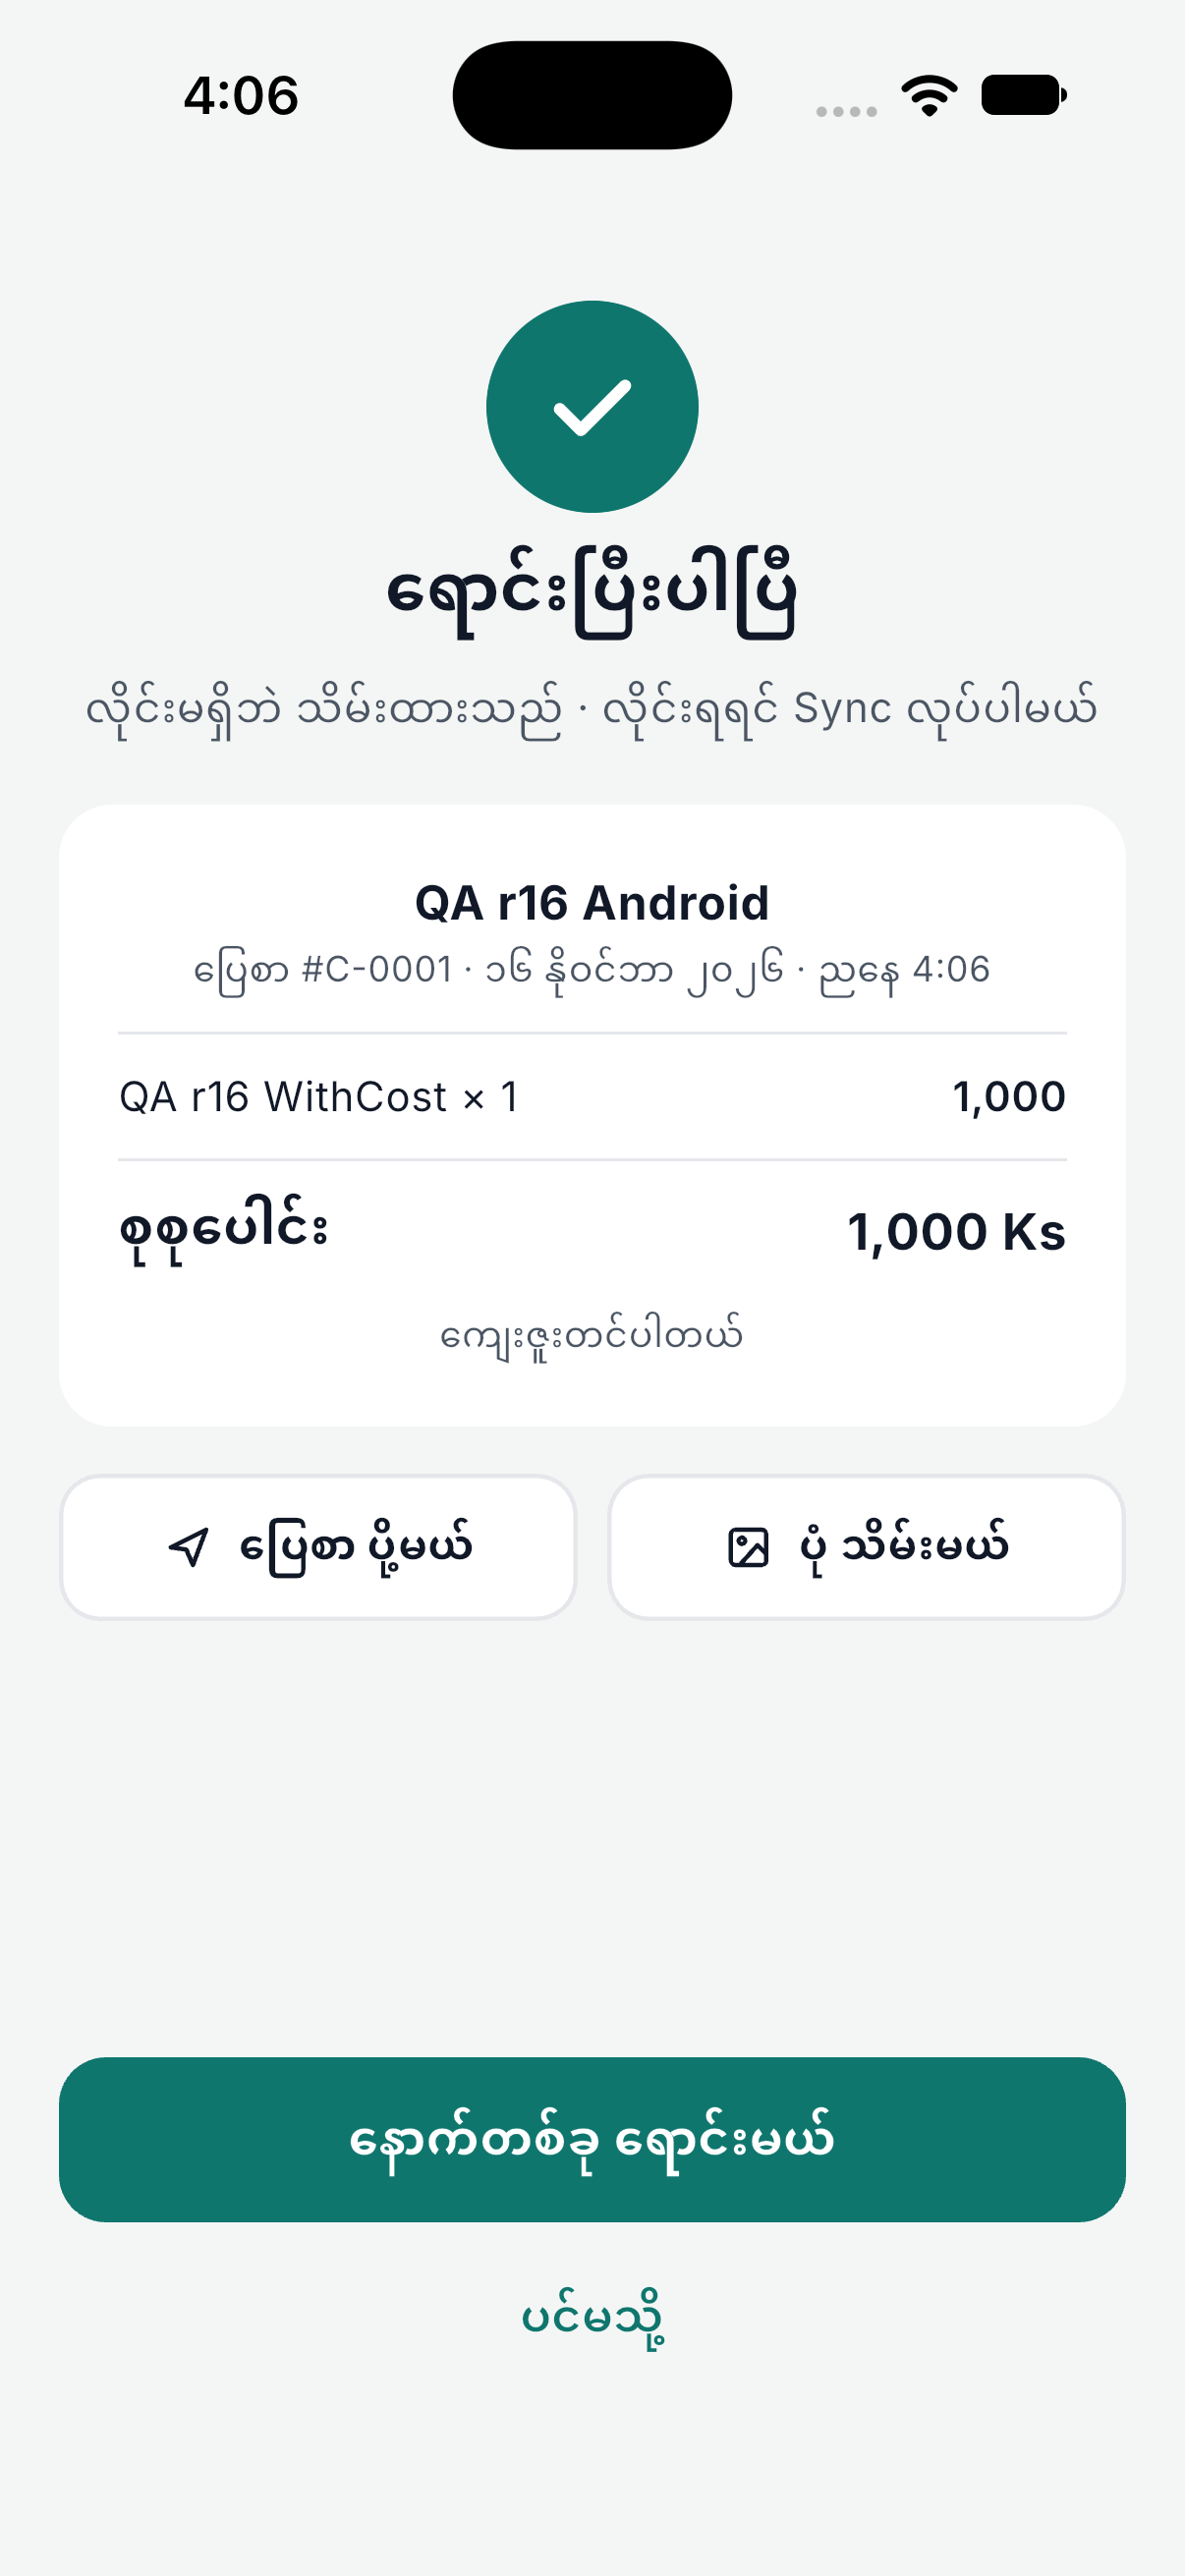 4:06
ရောင်းပြီးပါပြီ
လိုင်းမရှိဘဲ သိမ်းထားသည် · လိုင်းရရင် Sync လုပ်ပါမယ်
QA r16 Android
ပြေစာ #C-0001 · ၁၆ နိုဝင်ဘာ ၂၀၂၆ · ညနေ 4:06
QA r16 WithCost × 1 1,000
စုစုပေါင်း 1,000 Ks
ကျေးဇူးတင်ပါတယ်
ပြေစာ ပို့မယ် ပုံ သိမ်းမယ်
နောက်တစ်ခု ရောင်းမယ်
ပင်မသို့